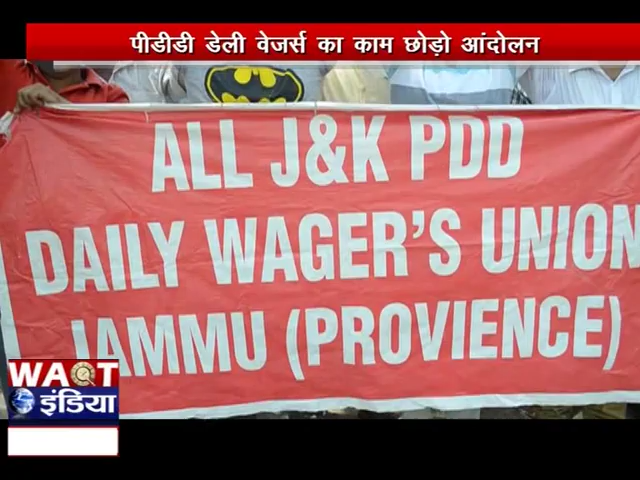 पीडीडी डेली वेजर्स का काम छोड़ो आंदोलन
ALL J&K PDD
DAILY WAGER'S UNION
JAMMU (PROVIENCE)
WAQT
इंडिया